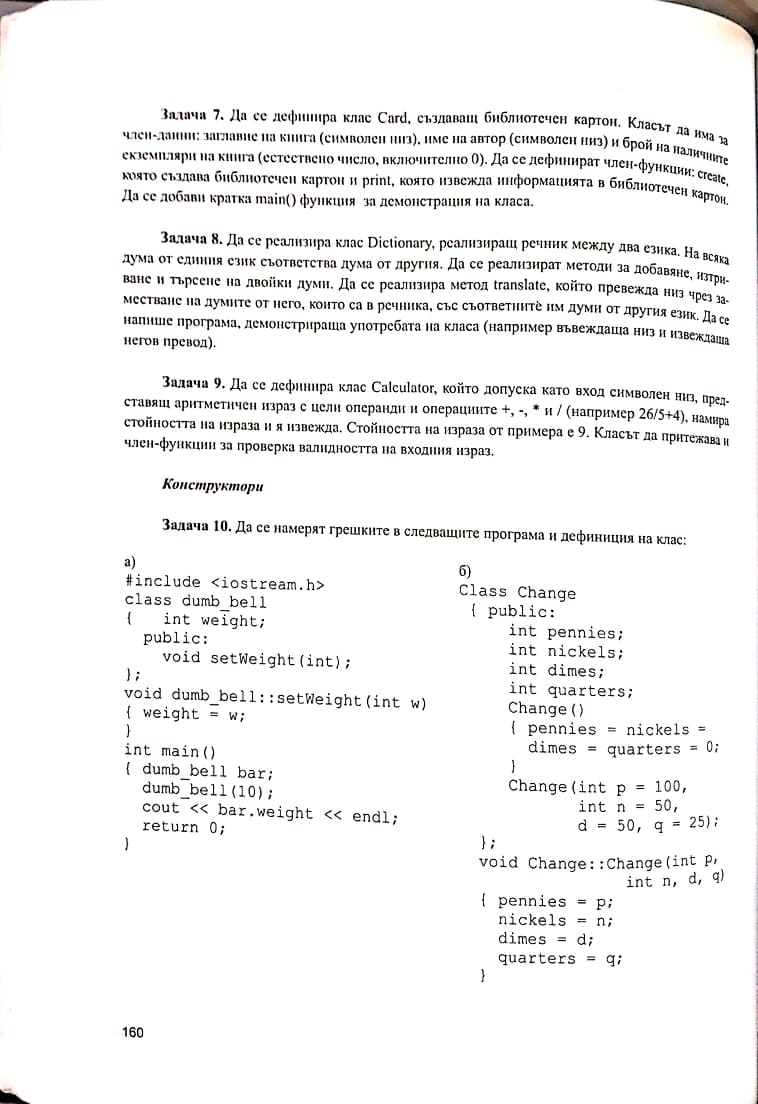 Задача 7. Да се дефинира клас Card, създаващ библиотечен картон. Класът да има за
член-данни: заглавие на книга (символен низ), име на автор (символен низ) и брой на наличните
екземпляри на книга (естествено число, включително 0). Да се дефинират член-функции: create,
която създава библиотечен картон и print, която извежда информацията в библиотечен картон.
Да се добави кратка main() функция за демонстрация на класа.
Задача 8. Да се реализира клас Dictionary, реализиращ речник между два езика. На всяка
дума от единия език съответства дума от другия. Да се реализират методи за добавяне, изтри-
ване и търсене на двойки думи. Да се реализира метод translate, който превежда низ чрез за-
местване на думите от него, които са в речника, със съответните им думи от другия език. Да се
напише програма, демонстрираща употребата на класа (например въвеждаща низ и извеждаща
негов превод).
Задача 9. Да се дефинира клас Calculator, който допуска като вход символен низ, пред-
ставящ аритметичен израз с цели операнди и операциите +, -, * и / (например 26/5+4), намира
стойността на израза и я извежда. Стойността на израза от примера е 9. Класът да притежава и
член-функции за проверка валидността на входния израз.
Конструктори
Задача 10. Да се намерят грешките в следващите програма и дефиниция на клас:
а)
#include <iostream.h>
class dumb_bell
{ int weight;
public:
void setWeight(int);
};
void dumb_bell::setWeight(int w)
{ weight = w;
}
int main()
{ dumb_bell bar;
dumb_bell(10);
cout << bar.weight << endl;
return 0;
}
б)
Class Change
{ public:
int pennies;
int nickels;
int dimes;
int quarters;
Change()
{ pennies = nickels =
dimes = quarters = 0;
}
Change(int p = 100,
int n = 50,
d = 50, q = 25);
};
void Change::Change(int p,
int n, d, q)
{ pennies = p;
nickels = n;
dimes = d;
quarters = q;
}
160